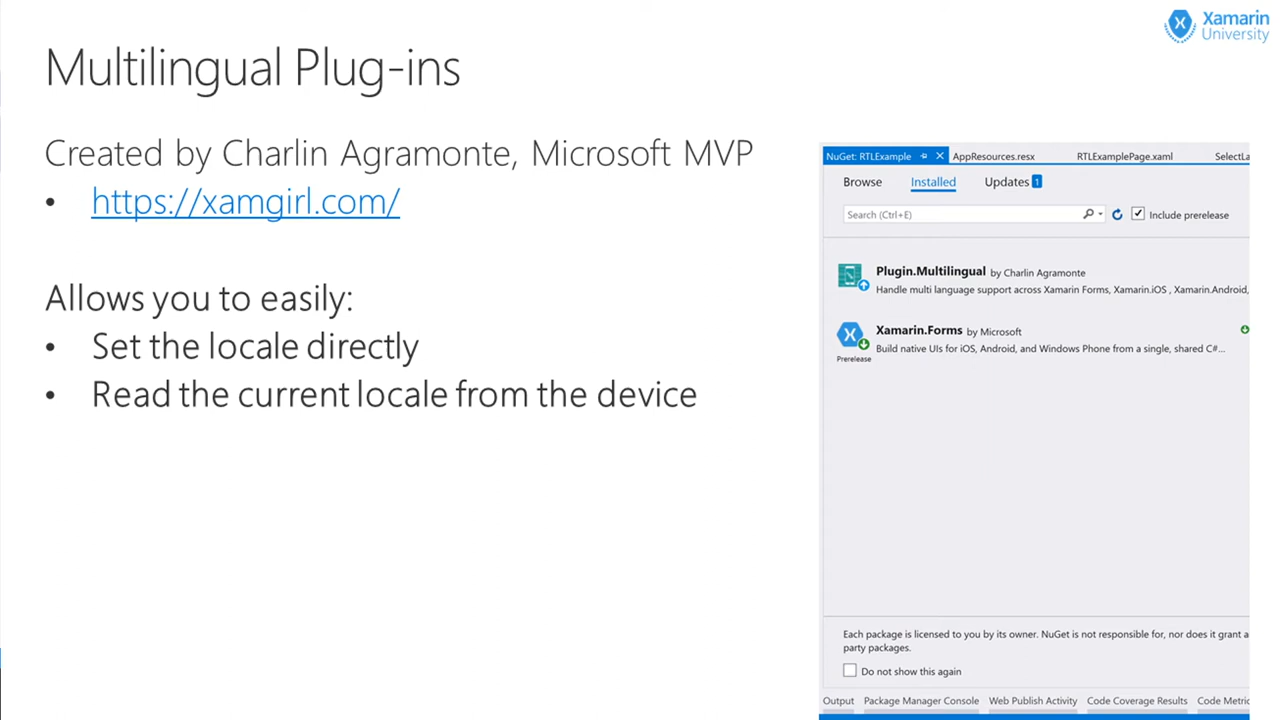 Xamarin
University
Multilingual Plug-ins
Created by Charlin Agramonte, Microsoft MVP
• https://xamgirl.com/
Allows you to easily:
• Set the locale directly
• Read the current locale from the device
NuGet: RTLExample AppResources.resx RTLExamplePage.xaml SelectLa
Browse Installed Updates 1
Search (Ctrl+E) Include prerelease
Plugin.Multilingual by Charlin Agramonte
Handle multi language support across Xamarin Forms, Xamarin.iOS , Xamarin.Android,
Xamarin.Forms by Microsoft
Build native UIs for iOS, Android, and Windows Phone from a single, shared C#...
Prerelease
Each package is licensed to you by its owner. NuGet is not responsible for, nor does it grant a
party packages.
Do not show this again
Output Package Manager Console Web Publish Activity Code Coverage Results Code Metric